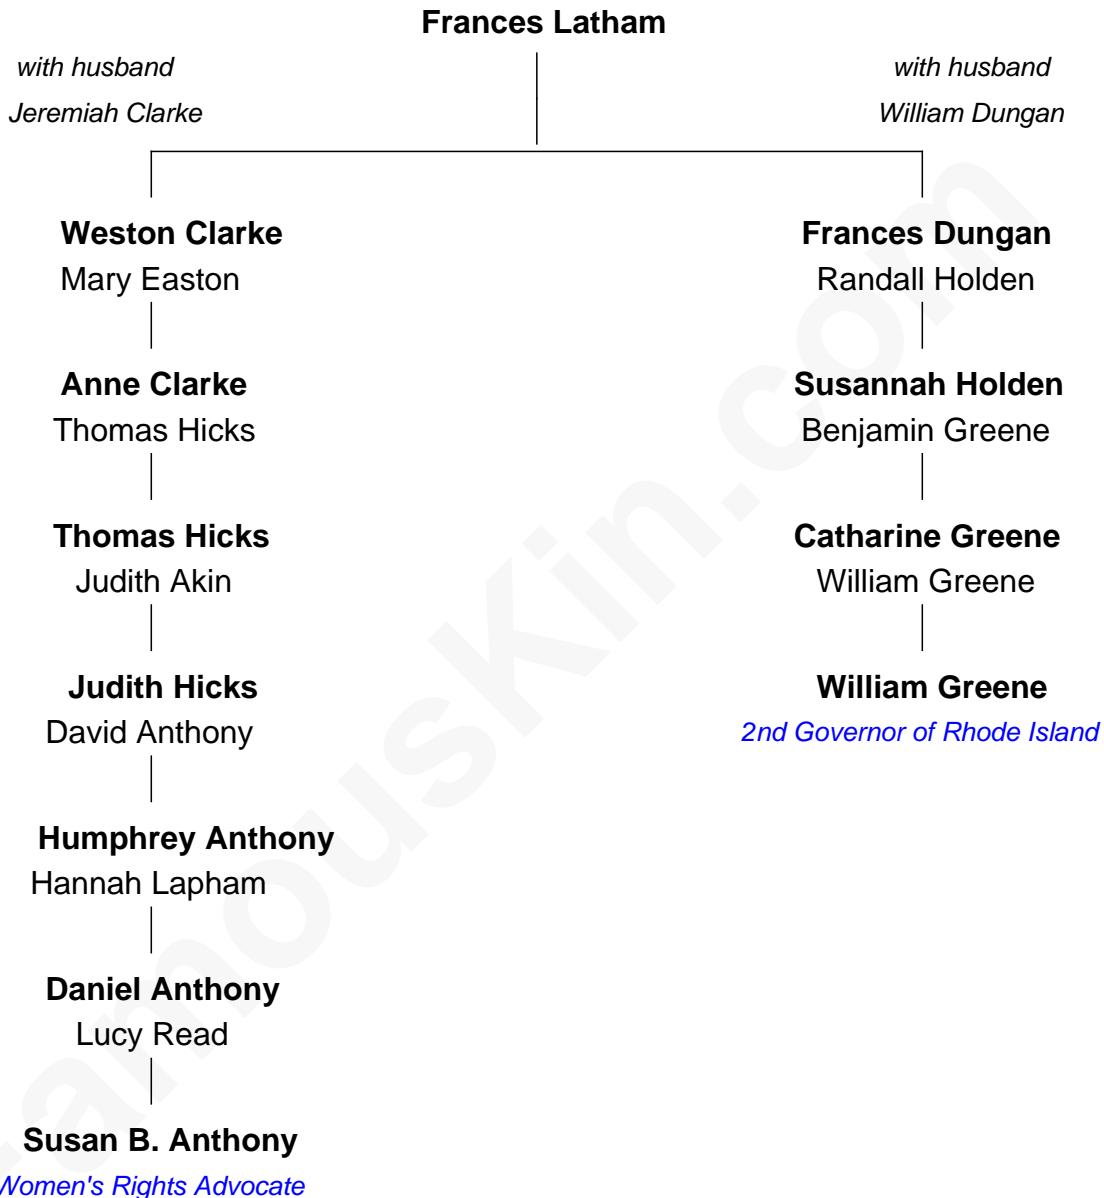 Frances Latham
with husband
Jeremiah Clarke
with husband
William Dungan
Weston Clarke
Mary Easton
Frances Dungan
Randall Holden
Anne Clarke
Thomas Hicks
Susannah Holden
Benjamin Greene
Thomas Hicks
Judith Akin
Catharine Greene
William Greene
Judith Hicks
David Anthony
William Greene
2nd Governor of Rhode Island
Humphrey Anthony
Hannah Lapham
Daniel Anthony
Lucy Read
Susan B. Anthony
Women's Rights Advocate
FamousKin.com